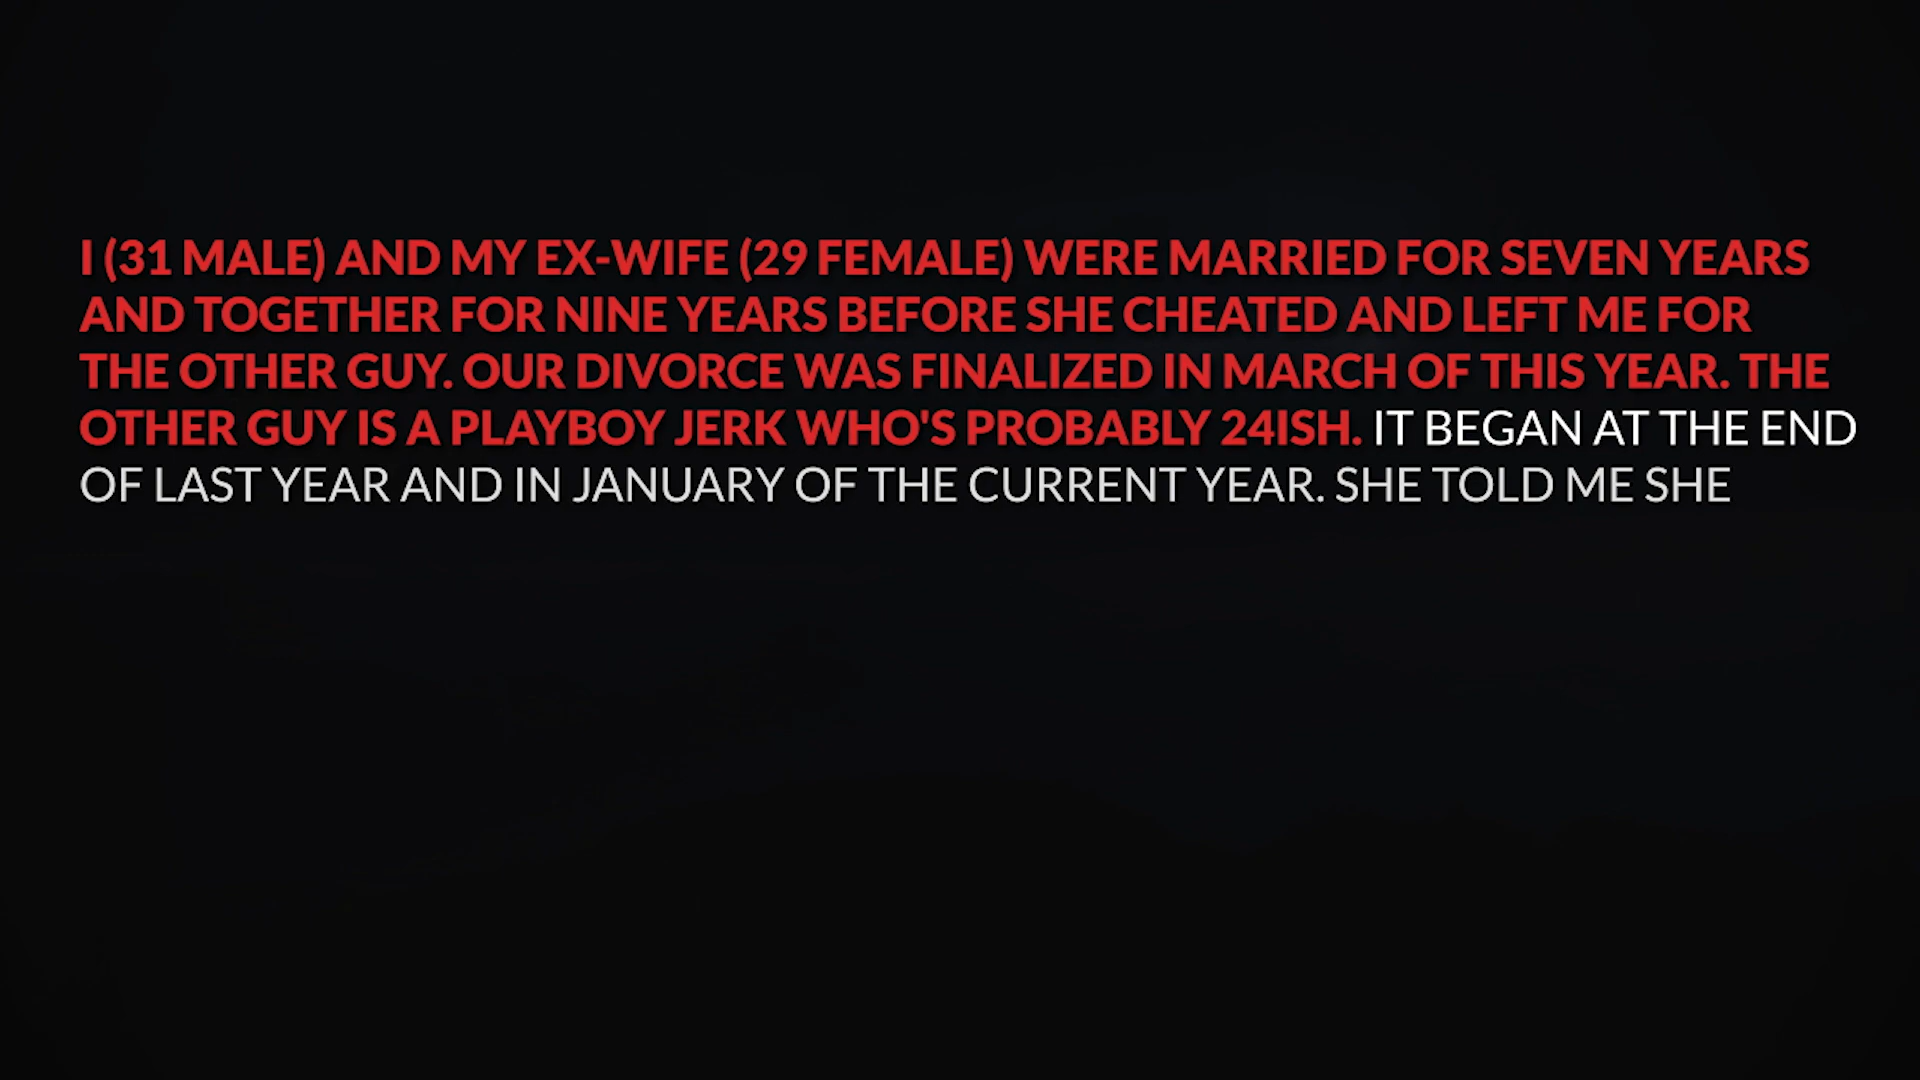 I (31 MALE) AND MY EX-WIFE (29 FEMALE) WERE MARRIED FOR SEVEN YEARS
AND TOGETHER FOR NINE YEARS BEFORE SHE CHEATED AND LEFT ME FOR
THE OTHER GUY. OUR DIVORCE WAS FINALIZED IN MARCH OF THIS YEAR. THE
OTHER GUY IS A PLAYBOY JERK WHO'S PROBABLY 24ISH. IT BEGAN AT THE END
OF LAST YEAR AND IN JANUARY OF THE CURRENT YEAR. SHE TOLD ME SHE